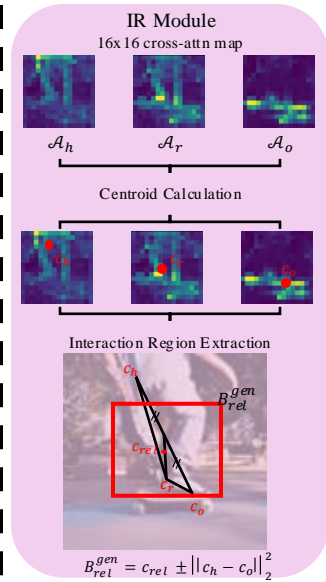 IR Module
16x16 cross-attn map
𝒜_h 𝒜_r 𝒜_o
Centroid Calculation
c_h c_r c_o
Interaction Region Extraction
c_h
B_rel^gen
c_rel
c_r
c_o
B_rel^gen = c_rel ± ||c_h − c_o||_2^2